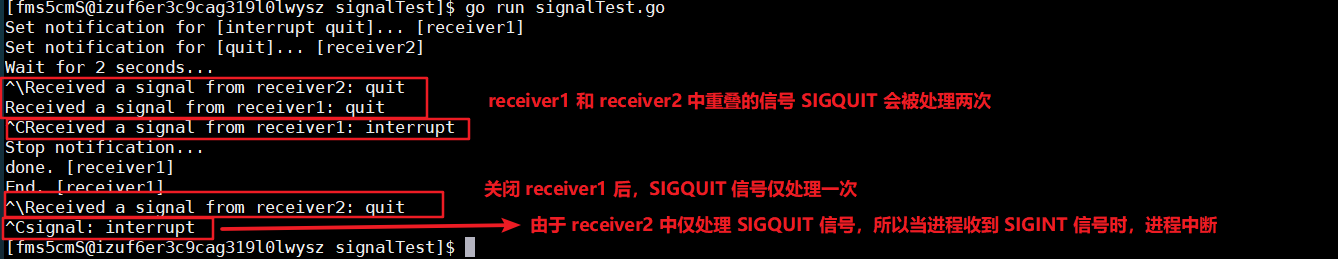 [fms5cmS@izuf6er3c9cag319l0lwysz signalTest]$ go run signalTest.go
Set notification for [interrupt quit]... [receiver1]
Set notification for [quit]... [receiver2]
Wait for 2 seconds...
^\Received a signal from receiver2: quit
Received a signal from receiver1: quit
receiver1 和 receiver2 中重叠的信号 SIGQUIT 会被处理两次
^CReceived a signal from receiver1: interrupt
Stop notification...
done. [receiver1]
End. [receiver1]
关闭 receiver1 后，SIGQUIT 信号仅处理一次
^\Received a signal from receiver2: quit
^Csignal: interrupt
由于 receiver2 中仅处理 SIGQUIT 信号，所以当进程收到 SIGINT 信号时，进程中断
[fms5cmS@izuf6er3c9cag319l0lwysz signalTest]$